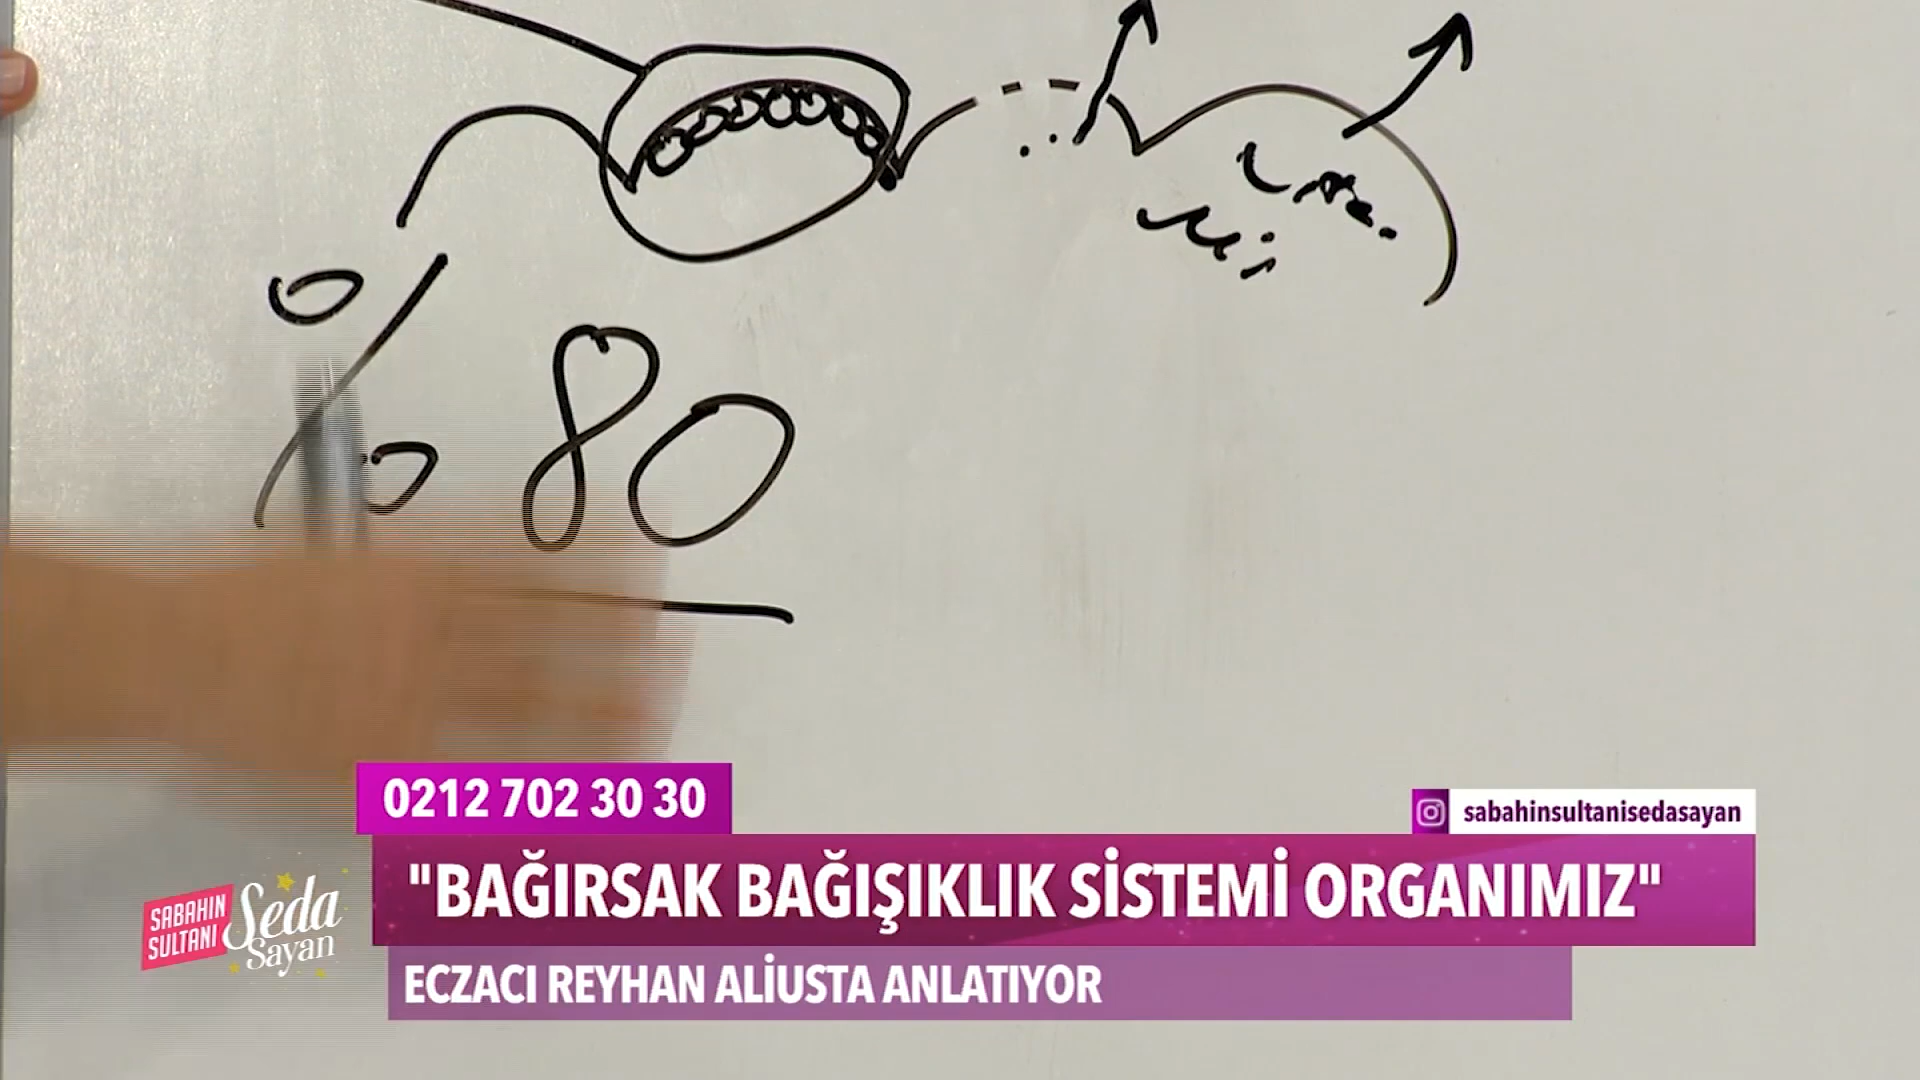 %80
0212 702 30 30
sabahinsultanisedasayan
"BAĞIRSAK BAĞIŞIKLIK SİSTEMİ ORGANIMIZ"
SABAHIN
SULTANI
Seda
Sayan
ECZACI REYHAN ALİUSTA ANLATIYOR